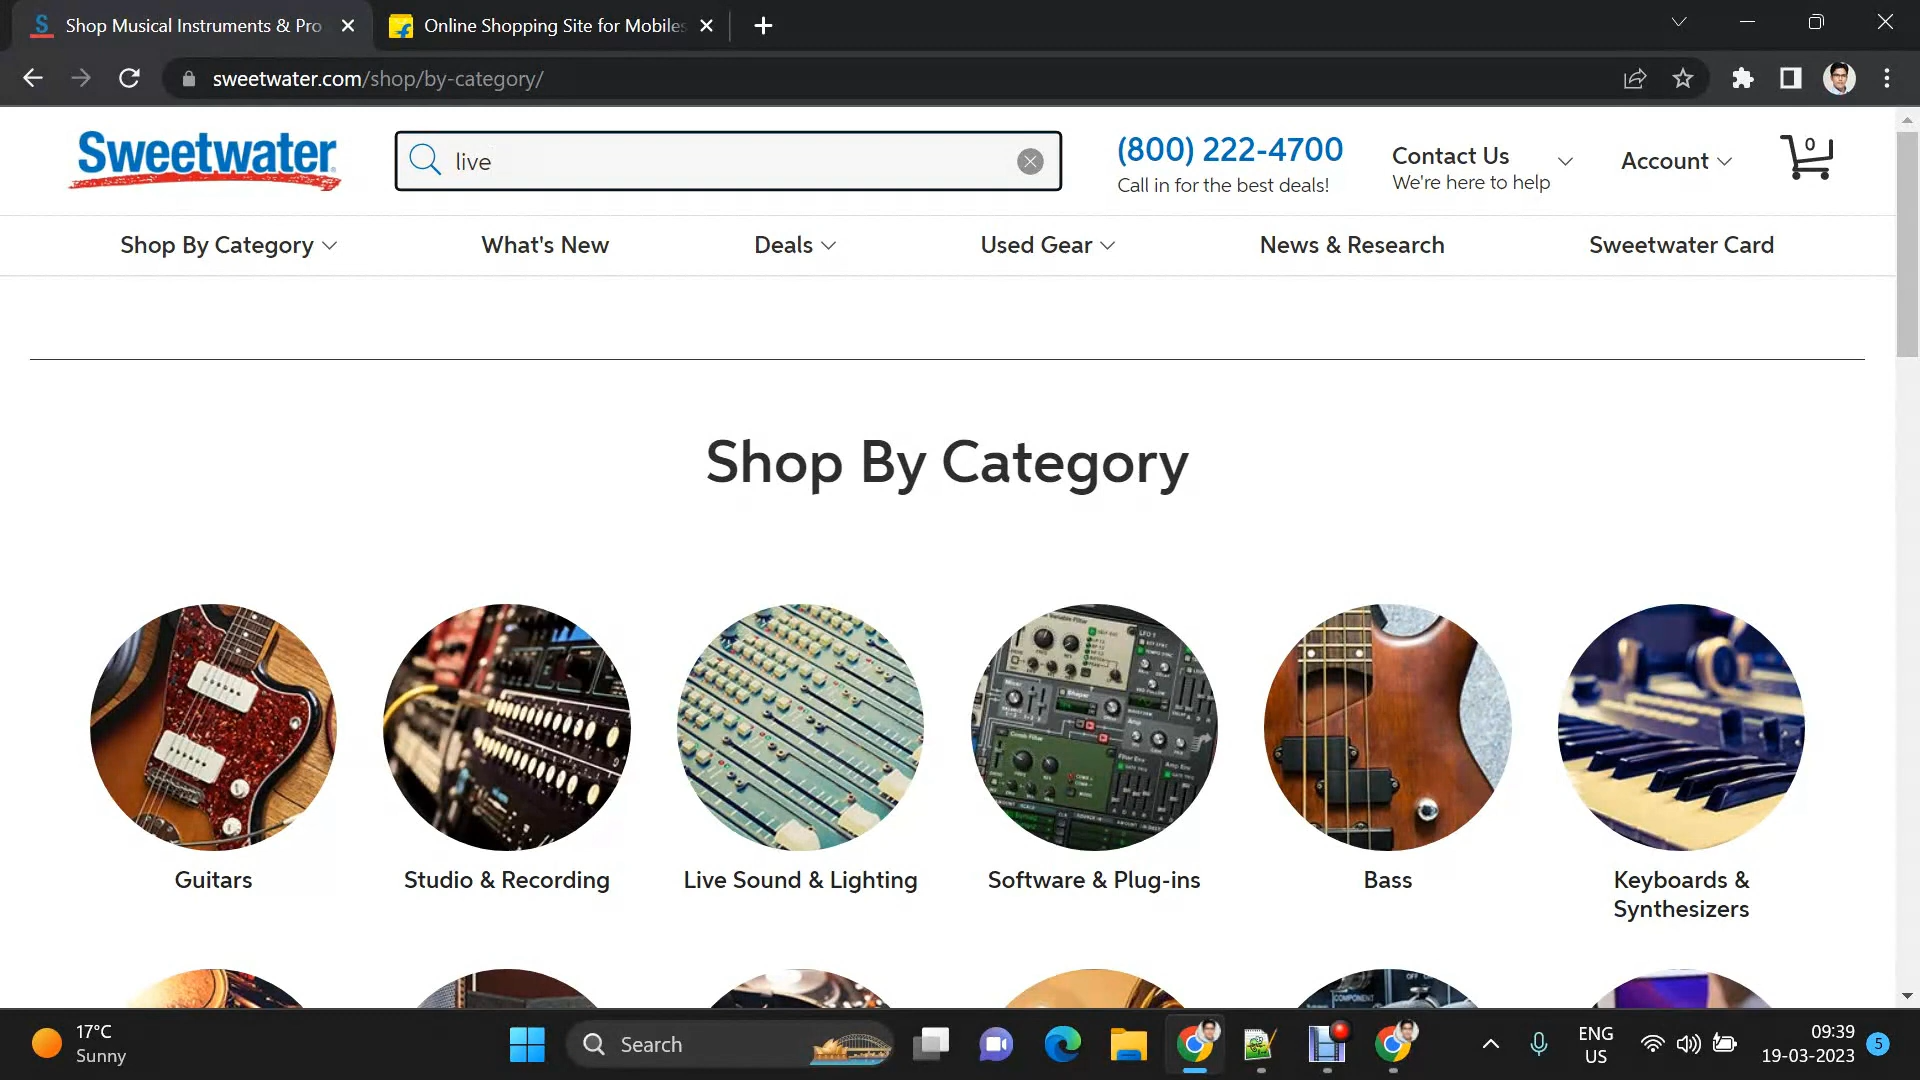 Shop Musical Instruments & Pro
Online Shopping Site for Mobiles
sweetwater.com/shop/by-category/
Sweetwater
live
(800) 222-4700
Call in for the best deals!
Contact Us
We're here to help
Account
0
Shop By Category
What's New
Deals
Used Gear
News & Research
Sweetwater Card
Shop By Category
Guitars
Studio & Recording
Live Sound & Lighting
Software & Plug-ins
Bass
Keyboards &
Synthesizers
17°C
Sunny
Search
ENG
US
09:39
19-03-2023
5